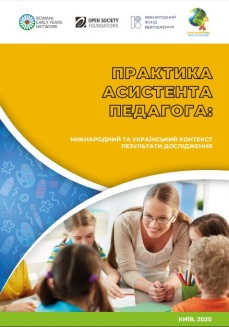 ROMANI
EARLY YEARS
NETWORK
OPEN SOCIETY
FOUNDATIONS
МІЖНАРОДНИЙ
ФОНД
ВІДРОДЖЕННЯ
ПРАКТИКА
АСИСТЕНТА
ПЕДАГОГА:
МІЖНАРОДНИЙ ТА УКРАЇНСЬКИЙ КОНТЕКСТ
РЕЗУЛЬТАТИ ДОСЛІДЖЕННЯ
КИЇВ, 2020